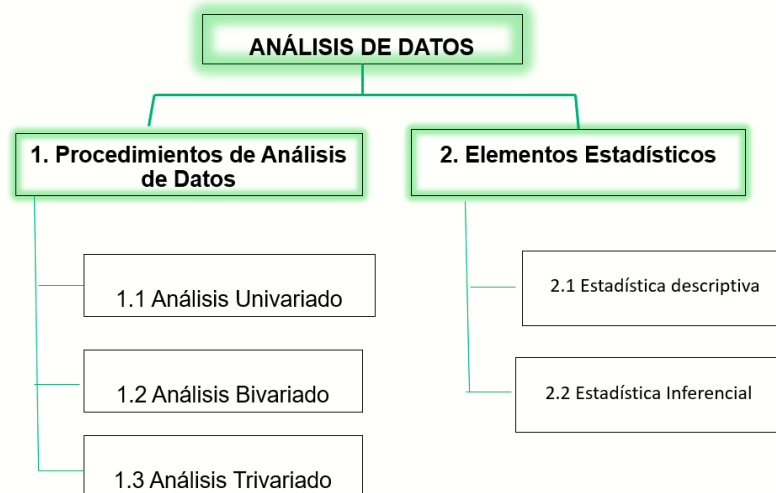 ANÁLISIS DE DATOS
1. Procedimientos de Análisis
de Datos
1.1 Análisis Univariado
1.2 Análisis Bivariado
1.3 Análisis Trivariado
2. Elementos Estadísticos
2.1 Estadística descriptiva
2.2 Estadística Inferencial